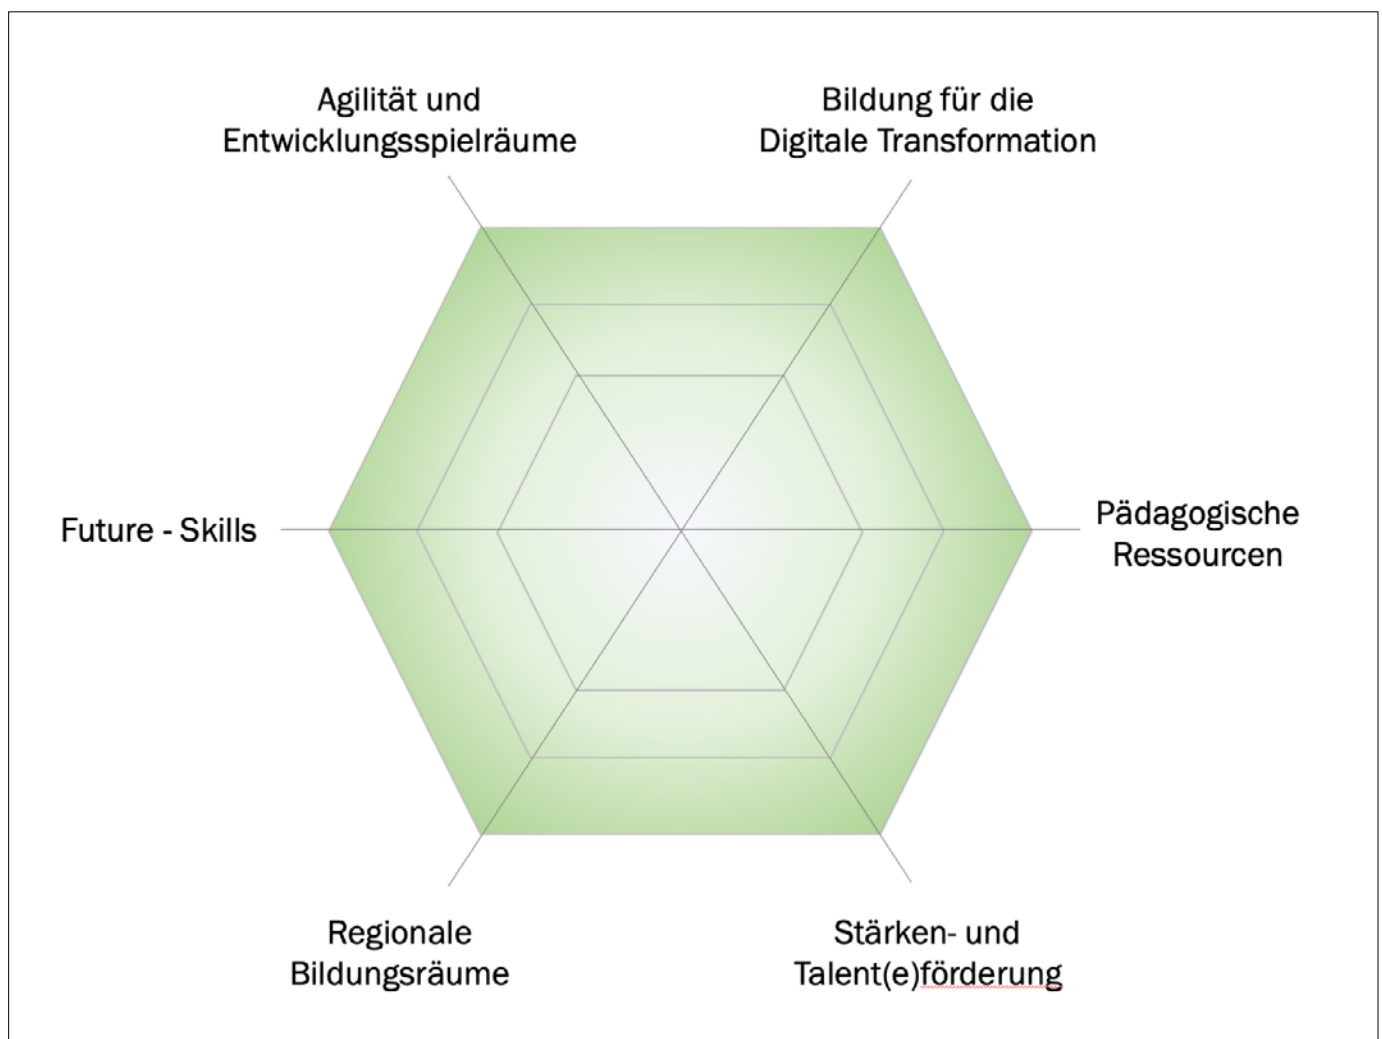 Agilität und
Entwicklungsspielräume
Bildung für die
Digitale Transformation
Future - Skills
Pädagogische
Ressourcen
Regionale
Bildungsräume
Stärken- und
Talent(e)förderung